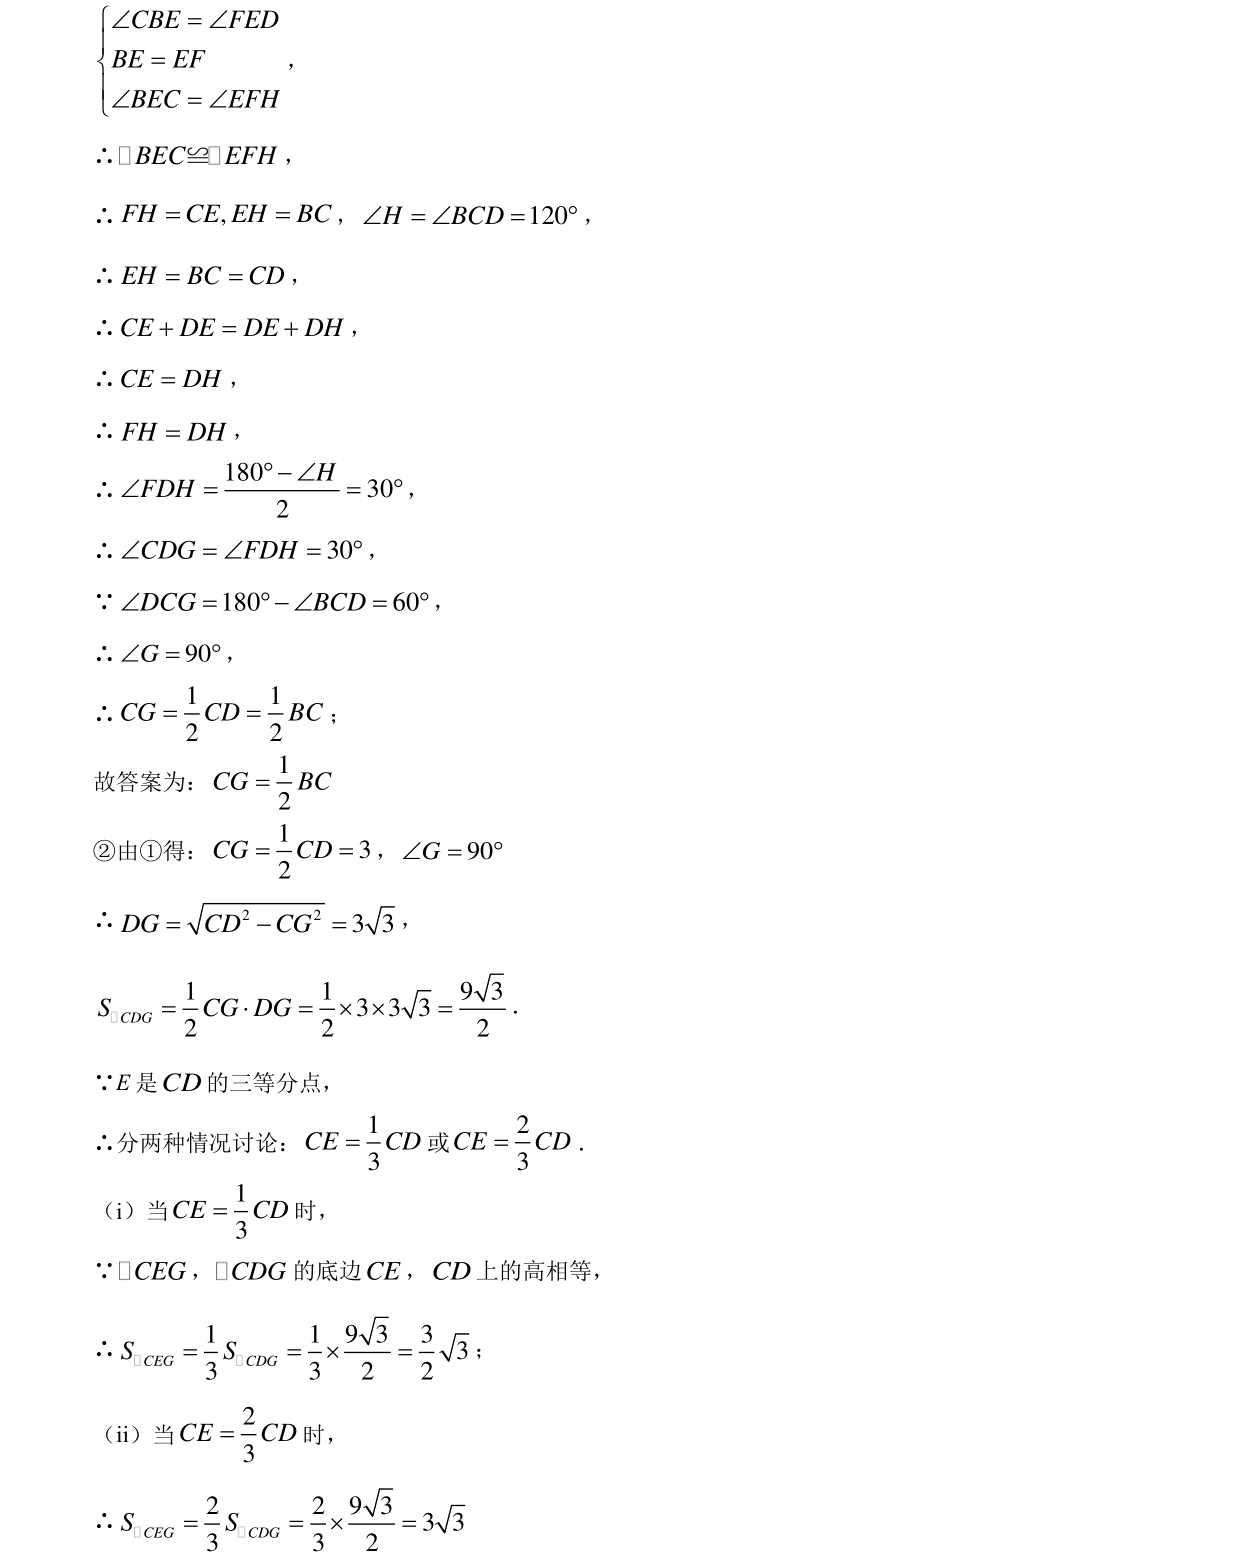 ∠CBE = ∠FED
BE = EF ，
∠BEC = ∠EFH
∴□BEC≌□EFH ，
∴ FH = CE, EH = BC ，∠H = ∠BCD = 120° ，
∴ EH = BC = CD ，
∴ CE + DE = DE + DH ，
∴ CE = DH ，
∴ FH = DH ，
∴ ∠FDH = (180° − ∠H)/2 = 30° ，
∴ ∠CDG = ∠FDH = 30° ，
∵ ∠DCG = 180° − ∠BCD = 60° ，
∴ ∠G = 90° ，
∴ CG = 1/2 CD = 1/2 BC ；
故答案为：CG = 1/2 BC
②由①得：CG = 1/2 CD = 3 ，∠G = 90°
∴ DG = √(CD² − CG²) = 3√3 ，
S□CDG = 1/2 CG · DG = 1/2 × 3 × 3√3 = 9√3/2 ．
∵E 是 CD 的三等分点，
∴分两种情况讨论：CE = 1/3 CD 或 CE = 2/3 CD ．
（i）当 CE = 1/3 CD 时，
∵□CEG ，□CDG 的底边 CE ，CD 上的高相等，
∴ S□CEG = 1/3 S□CDG = 1/3 × 9√3/2 = 3/2 √3 ；
（ii）当 CE = 2/3 CD 时，
∴ S□CEG = 2/3 S□CDG = 2/3 × 9√3/2 = 3√3